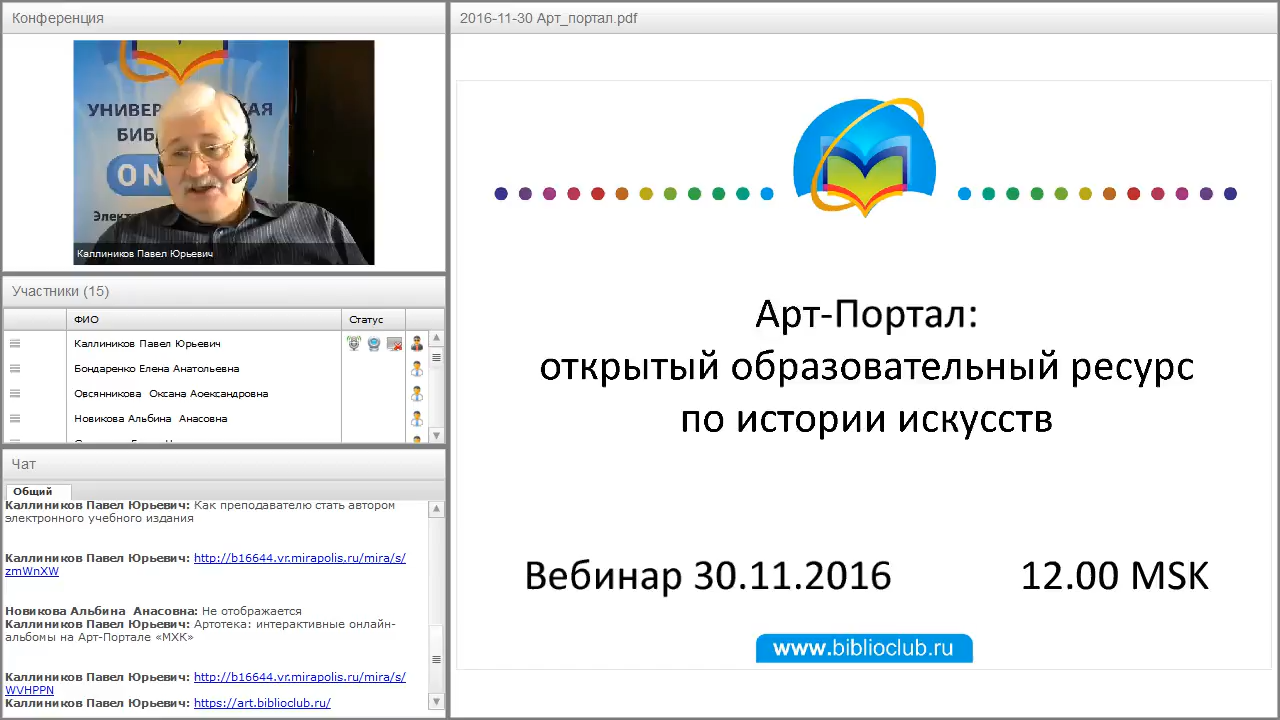 Конференция
УНИВЕР КАЯ
БИБ
ON
Элект
Каллиников Павел Юрьевич
Участники (15)
ФИО
Статус
Каллиников Павел Юрьевич
Бондаренко Елена Анатольевна
Овсянникова Оксана Аоександровна
Новикова Альбина Анасовна
Чат
Общий
Каллиников Павел Юрьевич: Как преподавателю стать автором
электронного учебного издания
Каллиников Павел Юрьевич: http://b16644.vr.mirapolis.ru/mira/s/
zmWnXW
Новикова Альбина Анасовна: Не отображается
Каллиников Павел Юрьевич: Артотека: интерактивные онлайн-
альбомы на Арт-Портале «МХК»
Каллиников Павел Юрьевич: http://b16644.vr.mirapolis.ru/mira/s/
WVHPPN
Каллиников Павел Юрьевич: https://art.biblioclub.ru/
2016-11-30 Арт_портал.pdf
Арт-Портал:
открытый образовательный ресурс
по истории искусств
Вебинар 30.11.2016 12.00 MSK
www.biblioclub.ru